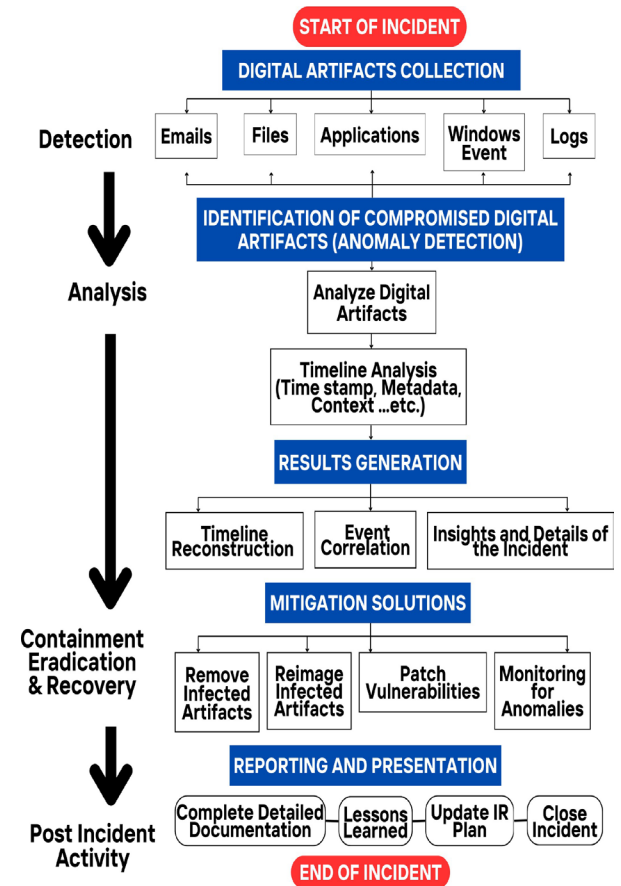 START OF INCIDENT
DIGITAL ARTIFACTS COLLECTION
Detection
Emails
Files
Applications
Windows
Event
Logs
IDENTIFICATION OF COMPROMISED DIGITAL
ARTIFACTS (ANOMALY DETECTION)
Analysis
Analyze Digital
Artifacts
Timeline Analysis
(Time stamp, Metadata,
Context ...etc.)
RESULTS GENERATION
Timeline
Reconstruction
Event
Correlation
Insights and Details of
the Incident
MITIGATION SOLUTIONS
Containment
Eradication
& Recovery
Remove
Infected
Artifacts
Reimage
Infected
Artifacts
Patch
Vulnerabilities
Monitoring
for
Anomalies
REPORTING AND PRESENTATION
Post Incident
Activity
Complete Detailed
Documentation
Lessons
Learned
Update IR
Plan
Close
Incident
END OF INCIDENT